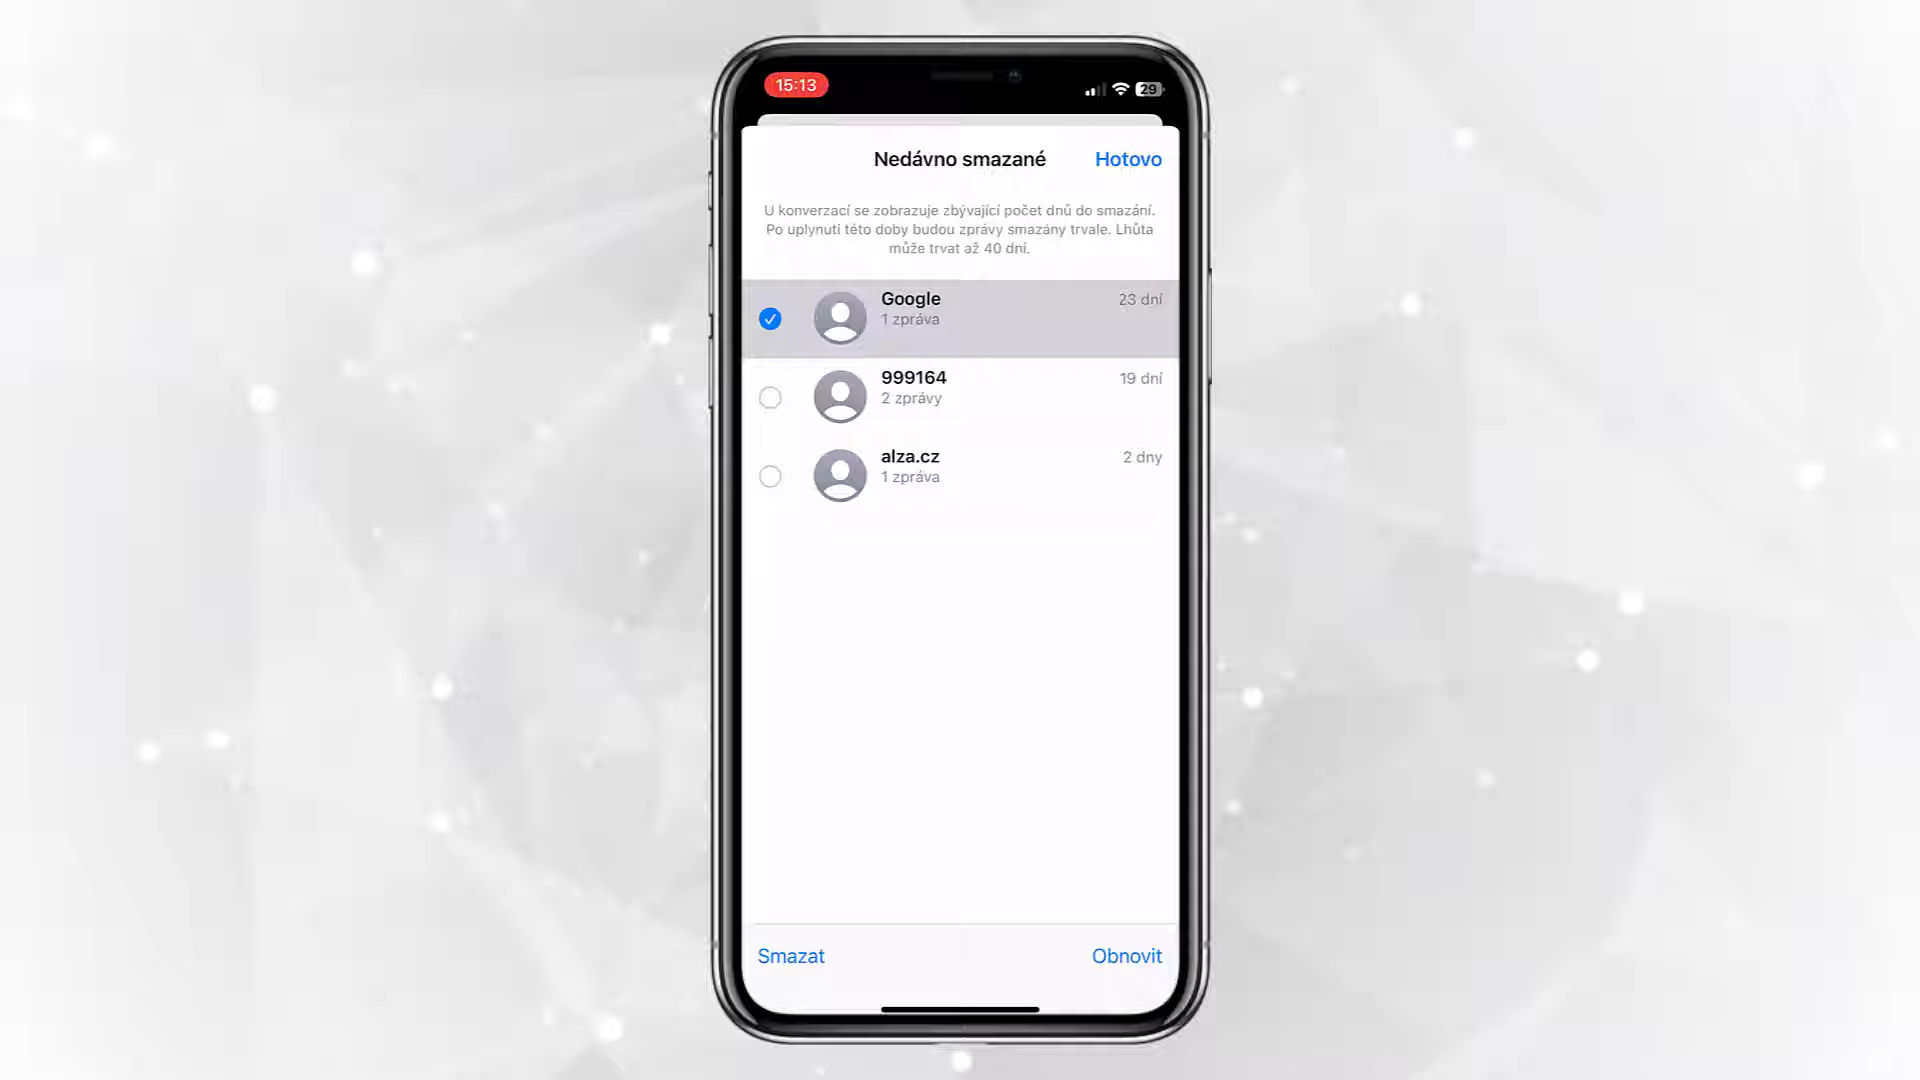 15:13
29
Nedávno smazané
Hotovo
U konverzací se zobrazuje zbývající počet dnů do smazání.
Po uplynutí této doby budou zprávy smazány trvale. Lhůta
může trvat až 40 dní.
Google
23 dní
1 zpráva
999164
19 dní
2 zprávy
alza.cz
2 dny
1 zpráva
Smazat
Obnovit